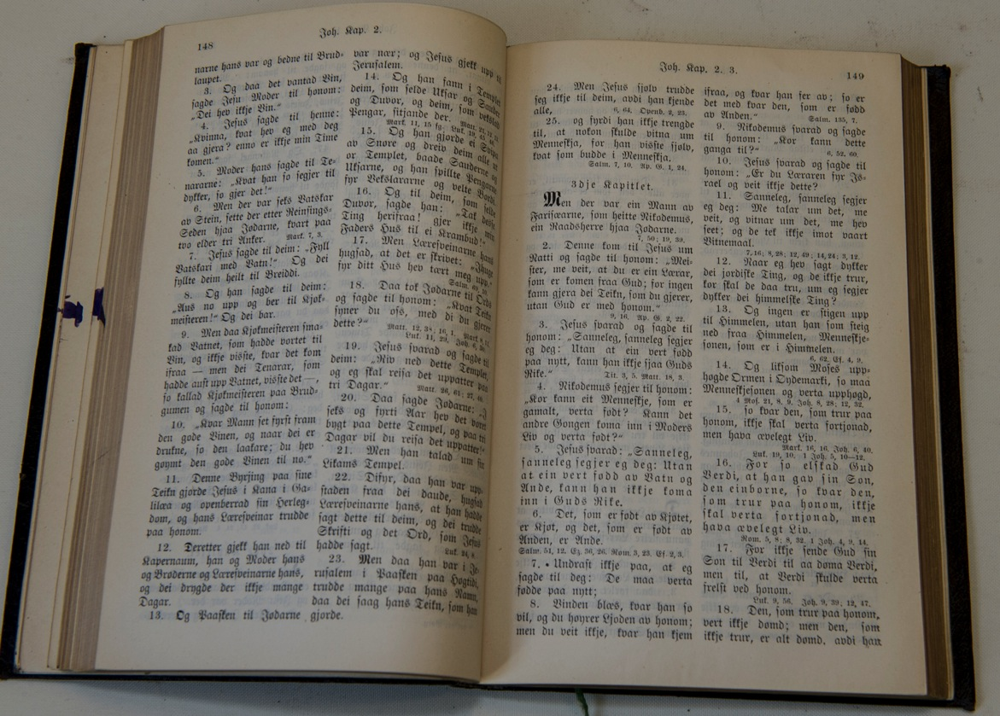 148
Joh. Kap. 2.
narne hans var og bedne til Brud-
laupet.
3. Og daa det vantad Vin,
sagde Jesu Moder til honom:
„Dei hev ikkje Vin.“
4. Jesus sagde til henne:
„Kvinna, kvat hev eg med deg
aa gjera? enno er ikkje min Time
komen.“
5. Moder hans sagde til Te-
nararne: „Kvat han so segjer til
dykker, so gjer det!“
6. Men der var seks Vatskar
av Stein, sette der etter Reinsings-
Seden hjaa Jødarne, kvart paa
tvo elder tri Anker. Mark. 7, 3.
7. Jesus sagde til deim: „Fyll
Vatskari med Vatn!“ Og dei
fyllte deim heilt til Breiddi.
8. Og han sagde til deim:
„Aus no upp og ber til Kjøk-
meisteren!“ Og dei bar.
9. Men daa Kjøkmeisteren sma-
kad Vatnet, som hadde vortet til
Vin, og ikkje visste, kvar det kom
ifraa — men dei Tenarar, som
hadde aust upp Vatnet, visste det —,
so kallad Kjøkmeisteren paa Brud-
gumen og sagde til honom:
10. „Kvar Mann set fyrst fram
den gode Vinen, og naar dei er
drukne, so den laakare; du hev
gøymt den gode Vinen til no.“
11. Denne Byrjing paa sine
Teikn gjorde Jesus i Kana i Ga-
lilæa og openberrad sin Herleg-
dom, og hans Læresveinar trudde
paa honom.
12. Deretter gjekk han ned til
Kapernaum, han og Moder hans
og Brøderne og Læresveinarne hans,
og dei drygde der ikkje mange
Dagar.
13. Og Paasken til Jødarne
var nær; og Jesus gjekk upp til
Jerusalem.
14. Og han fann i Templet
deim, som selde Uksar og Sauder
og Duvor, og deim, som vekslad
Pengar, sitjande der. Matt. 21, 12.
Mark. 11, 15 fg. Luk. 19, 45.
15. Og han gjorde ei Svipa
av Snøre og dreiv deim alle ut
or Templet, baade Sauderne og
Uksarne, og han spillte Pengarne
fyr Vekslararne og velte Bordi.
16. Og til deim, som selde
Duvor, sagde han: „Tak desse
Ting herifraa! gjer ikkje min
Faders Hus til ei Krambud!“
17. Men Læresveinarne hans
hugsad, at det er skrivet:
fyr ditt Hus hev tært meg upp.“
18. Daa tok Jødarne til Ords
og sagde til honom: „Kvat Teikn
syner du oss, med di du gjerer
dette?“
Matt. 12, 38; 16, 1. Mark. 8, 11.
Luk. 11, 29. Joh. 6, 30.
19. Jesus svarad og sagde til
deim: „Riv ned dette Templet,
og eg skal reisa det uppatter paa
tri Dagar.“ Matt. 26, 61; 27, 40.
20. Daa sagde Jødarne: „I
seks og fyrti Aar hev det voret
bygt paa dette Tempel, og paa tri
Dagar vil du reisa det uppatter!“
21. Men han talad um sin
Likams Tempel.
22. Difyr, daa han var upp-
staden fraa dei daude, hugsad
Læresveinarne hans, at han hadde
sagt dette til deim, og dei trudde
Skrifti og det Ord, som Jesus
hadde sagt. Luk. 24, 8.
23. Men daa han var i Je-
rusalem i Paasken paa Høgtidi,
trudde mange paa hans Namn,
daa dei saag hans Teikn, som han
gjorde.
Joh. Kap. 2. 3.
149
24. Men Jesus sjølv trudde
seg ikkje til deim, avdi han kjende
alle, 6, 64. Openb. 2, 23.
25. og fyrdi han ikkje trengde
til, at nokon skulde vitna um
Menneskja, for han visste sjølv,
kvat som budde i Menneskja.
Salm. 7, 10. Ap. G. 1, 24.
3dje Kapitlet.
Men der var ein Mann av
Farisæarne, som heitte Nikodemus,
ein Raadsherre hjaa Jødarne.
7, 50; 19, 39.
2. Denne kom til Jesus um
Natti og sagde til honom: „Mei-
ster, me veit, at du er ein Lærar,
som er komen fraa Gud; for ingen
kann gjera dei Teikn, som du gjerer,
utan Gud er med honom.“
9, 16. Ap. G. 2, 22.
3. Jesus svarad og sagde til
honom: „Sanneleg, sanneleg segjer
eg deg: Utan at ein vert fødd
paa nytt, kann han ikkje sjaa Guds
Rike.“ Tit. 3, 5. Matt. 18, 3.
4. Nikodemus segjer til honom:
„Kor kann eit Menneskje, som er
gamalt, verta født? Kann det
andre Gongen koma inn i Moders
Liv og verta født?“
5. Jesus svarad: „Sanneleg,
sanneleg segjer eg deg: Utan
at ein vert fødd av Vatn og
Ande, kann han ikkje koma
inn i Guds Rike.
6. Det, som er født av Kjøtet,
er Kjøt, og det, som er født av
Anden, er Ande.
Salm. 51, 12. Ez. 36, 26. Rom. 3, 23. Ef. 2, 3.
7. Undrast ikkje paa, at eg
sagde til deg: De maa verta
fødde paa nytt;
8. Vinden blæs, kvar han so
vil, og du høyrer Ljoden av honom;
men du veit ikkje, kvar han kjem
ifraa, og kvar han fer av; so er
det med kvar den, som er fødd
av Anden.“ Salm. 135, 7.
9. Nikodemus svarad og sagde
til honom: „Kor kann dette
ganga til?“ 6, 52. 60.
10. Jesus svarad og sagde til
honom: „Er du Læraren fyr Is-
rael og veit ikkje dette?
11. Sanneleg, sanneleg segjer
eg deg: Me talar um det, me
veit, og vitnar um det, me hev
seet; og de tek ikkje imot vaart
Vitnemaal.
7, 16; 8, 28; 12, 49; 14, 24; 3, 12.
12. Naar eg hev sagt dykker
dei jordiske Ting, og de ikkje trur,
kor skal de daa tru, um eg segjer
dykker dei himmelske Ting?
13. Og ingen er stigen upp
til Himmelen, utan han som steig
ned fraa Himmelen, Menneskje-
sonen, som er i Himmelen.
6, 62. Ef. 4, 9.
14. Og liksom Moses upp-
høgde Ormen i Øydemarki, so maa
Menneskjesonen og verta upphøgd,
4 Mos. 21, 8. 9. Joh. 8, 28; 12, 32.
15. so kvar den, som trur paa
honom, ikkje skal verta fortjonad,
men hava ævelegt Liv.
Mark. 16, 16. Joh. 6, 40.
Luk. 19, 10. 1 Joh. 5, 10—12.
16. For so elskad Gud
Verdi, at han gav sin Son,
den einborne, so kvar den,
som trur paa honom, ikkje
skal verta fortjonad, men
hava ævelegt Liv.
Rom. 5, 8; 8, 32. 1 Joh. 4, 9. 14.
17. For ikkje sende Gud sin
Son til Verdi til aa døma Verdi,
men til, at Verdi skulde verta
frelst ved honom.
Luk. 9, 56. Joh. 9, 39; 12, 47.
18. Den, som trur paa honom,
vert ikkje dømd; men den, som
ikkje trur, er alt dømd, avdi han